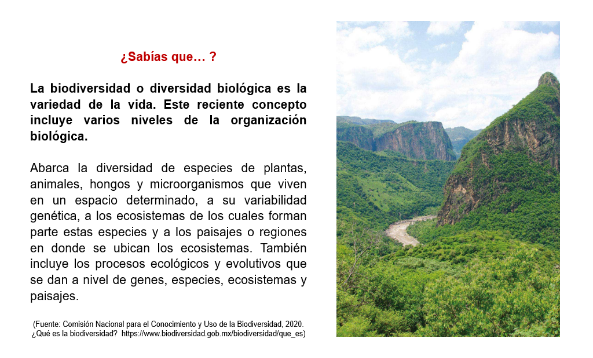 ¿Sabías que… ?
La biodiversidad o diversidad biológica es la
variedad de la vida. Este reciente concepto
incluye varios niveles de la organización
biológica.
Abarca la diversidad de especies de plantas,
animales, hongos y microorganismos que viven
en un espacio determinado, a su variabilidad
genética, a los ecosistemas de los cuales forman
parte estas especies y a los paisajes o regiones
en donde se ubican los ecosistemas. También
incluye los procesos ecológicos y evolutivos que
se dan a nivel de genes, especies, ecosistemas y
paisajes.
(Fuente: Comisión Nacional para el Conocimiento y Uso de la Biodiversidad, 2020.
¿Qué es la biodiversidad? https://www.biodiversidad.gob.mx/biodiversidad/que_es)